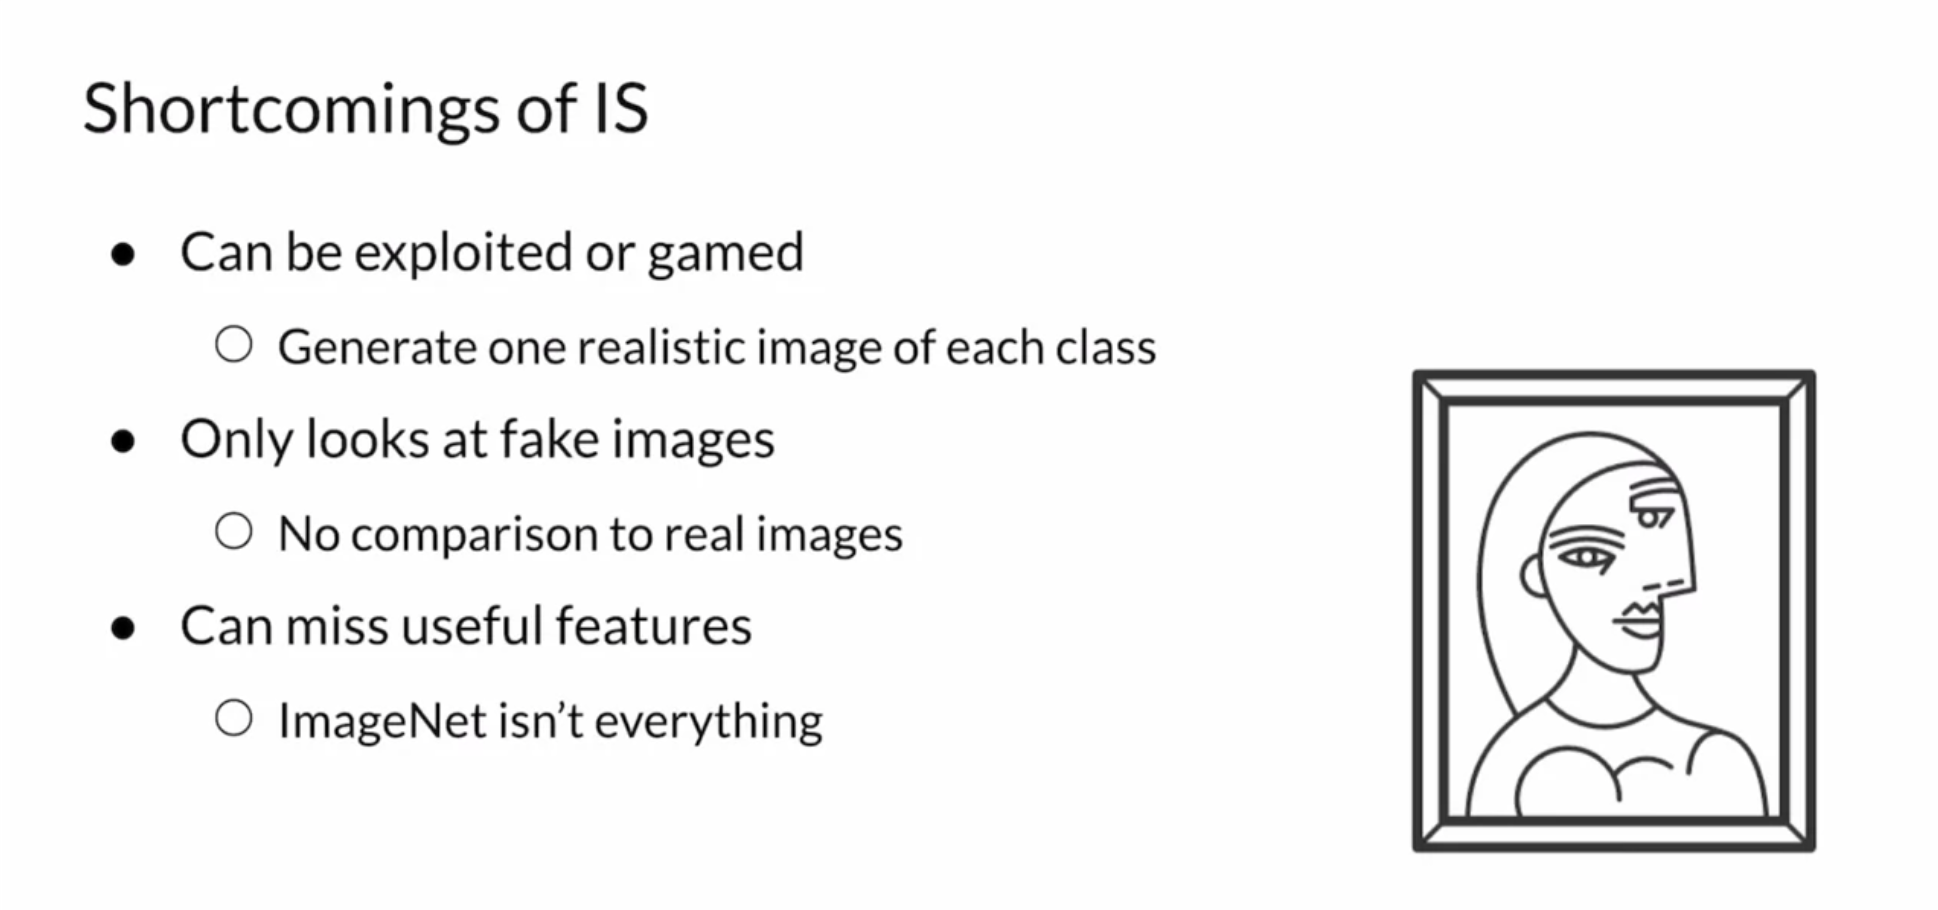 Shortcomings of IS
● Can be exploited or gamed
○ Generate one realistic image of each class
● Only looks at fake images
○ No comparison to real images
● Can miss useful features
○ ImageNet isn’t everything